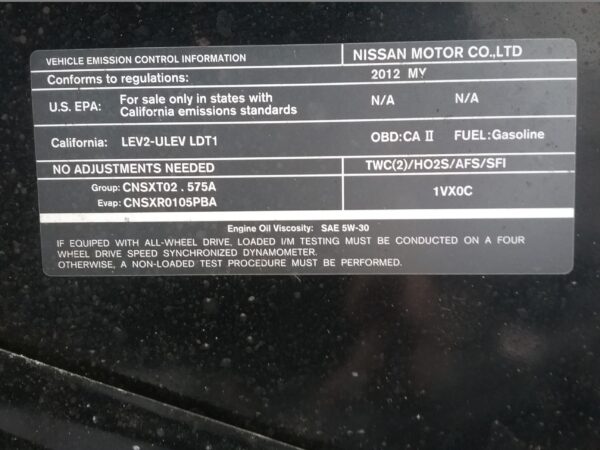 VEHICLE EMISSION CONTROL INFORMATION
NISSAN MOTOR CO.,LTD
Conforms to regulations:
2012 MY
U.S. EPA: For sale only in states with
California emissions standards
N/A N/A
California: LEV2-ULEV LDT1
OBD:CA II FUEL:Gasoline
NO ADJUSTMENTS NEEDED
TWC(2)/HO2S/AFS/SFI
Group: CNSXT02.575A
Evap: CNSXR0105PBA
1VX0C
Engine Oil Viscosity: SAE 5W-30
IF EQUIPED WITH ALL-WHEEL DRIVE, LOADED I/M TESTING MUST BE CONDUCTED ON A FOUR
WHEEL DRIVE SPEED SYNCHRONIZED DYNAMOMETER.
OTHERWISE, A NON-LOADED TEST PROCEDURE MUST BE PERFORMED.